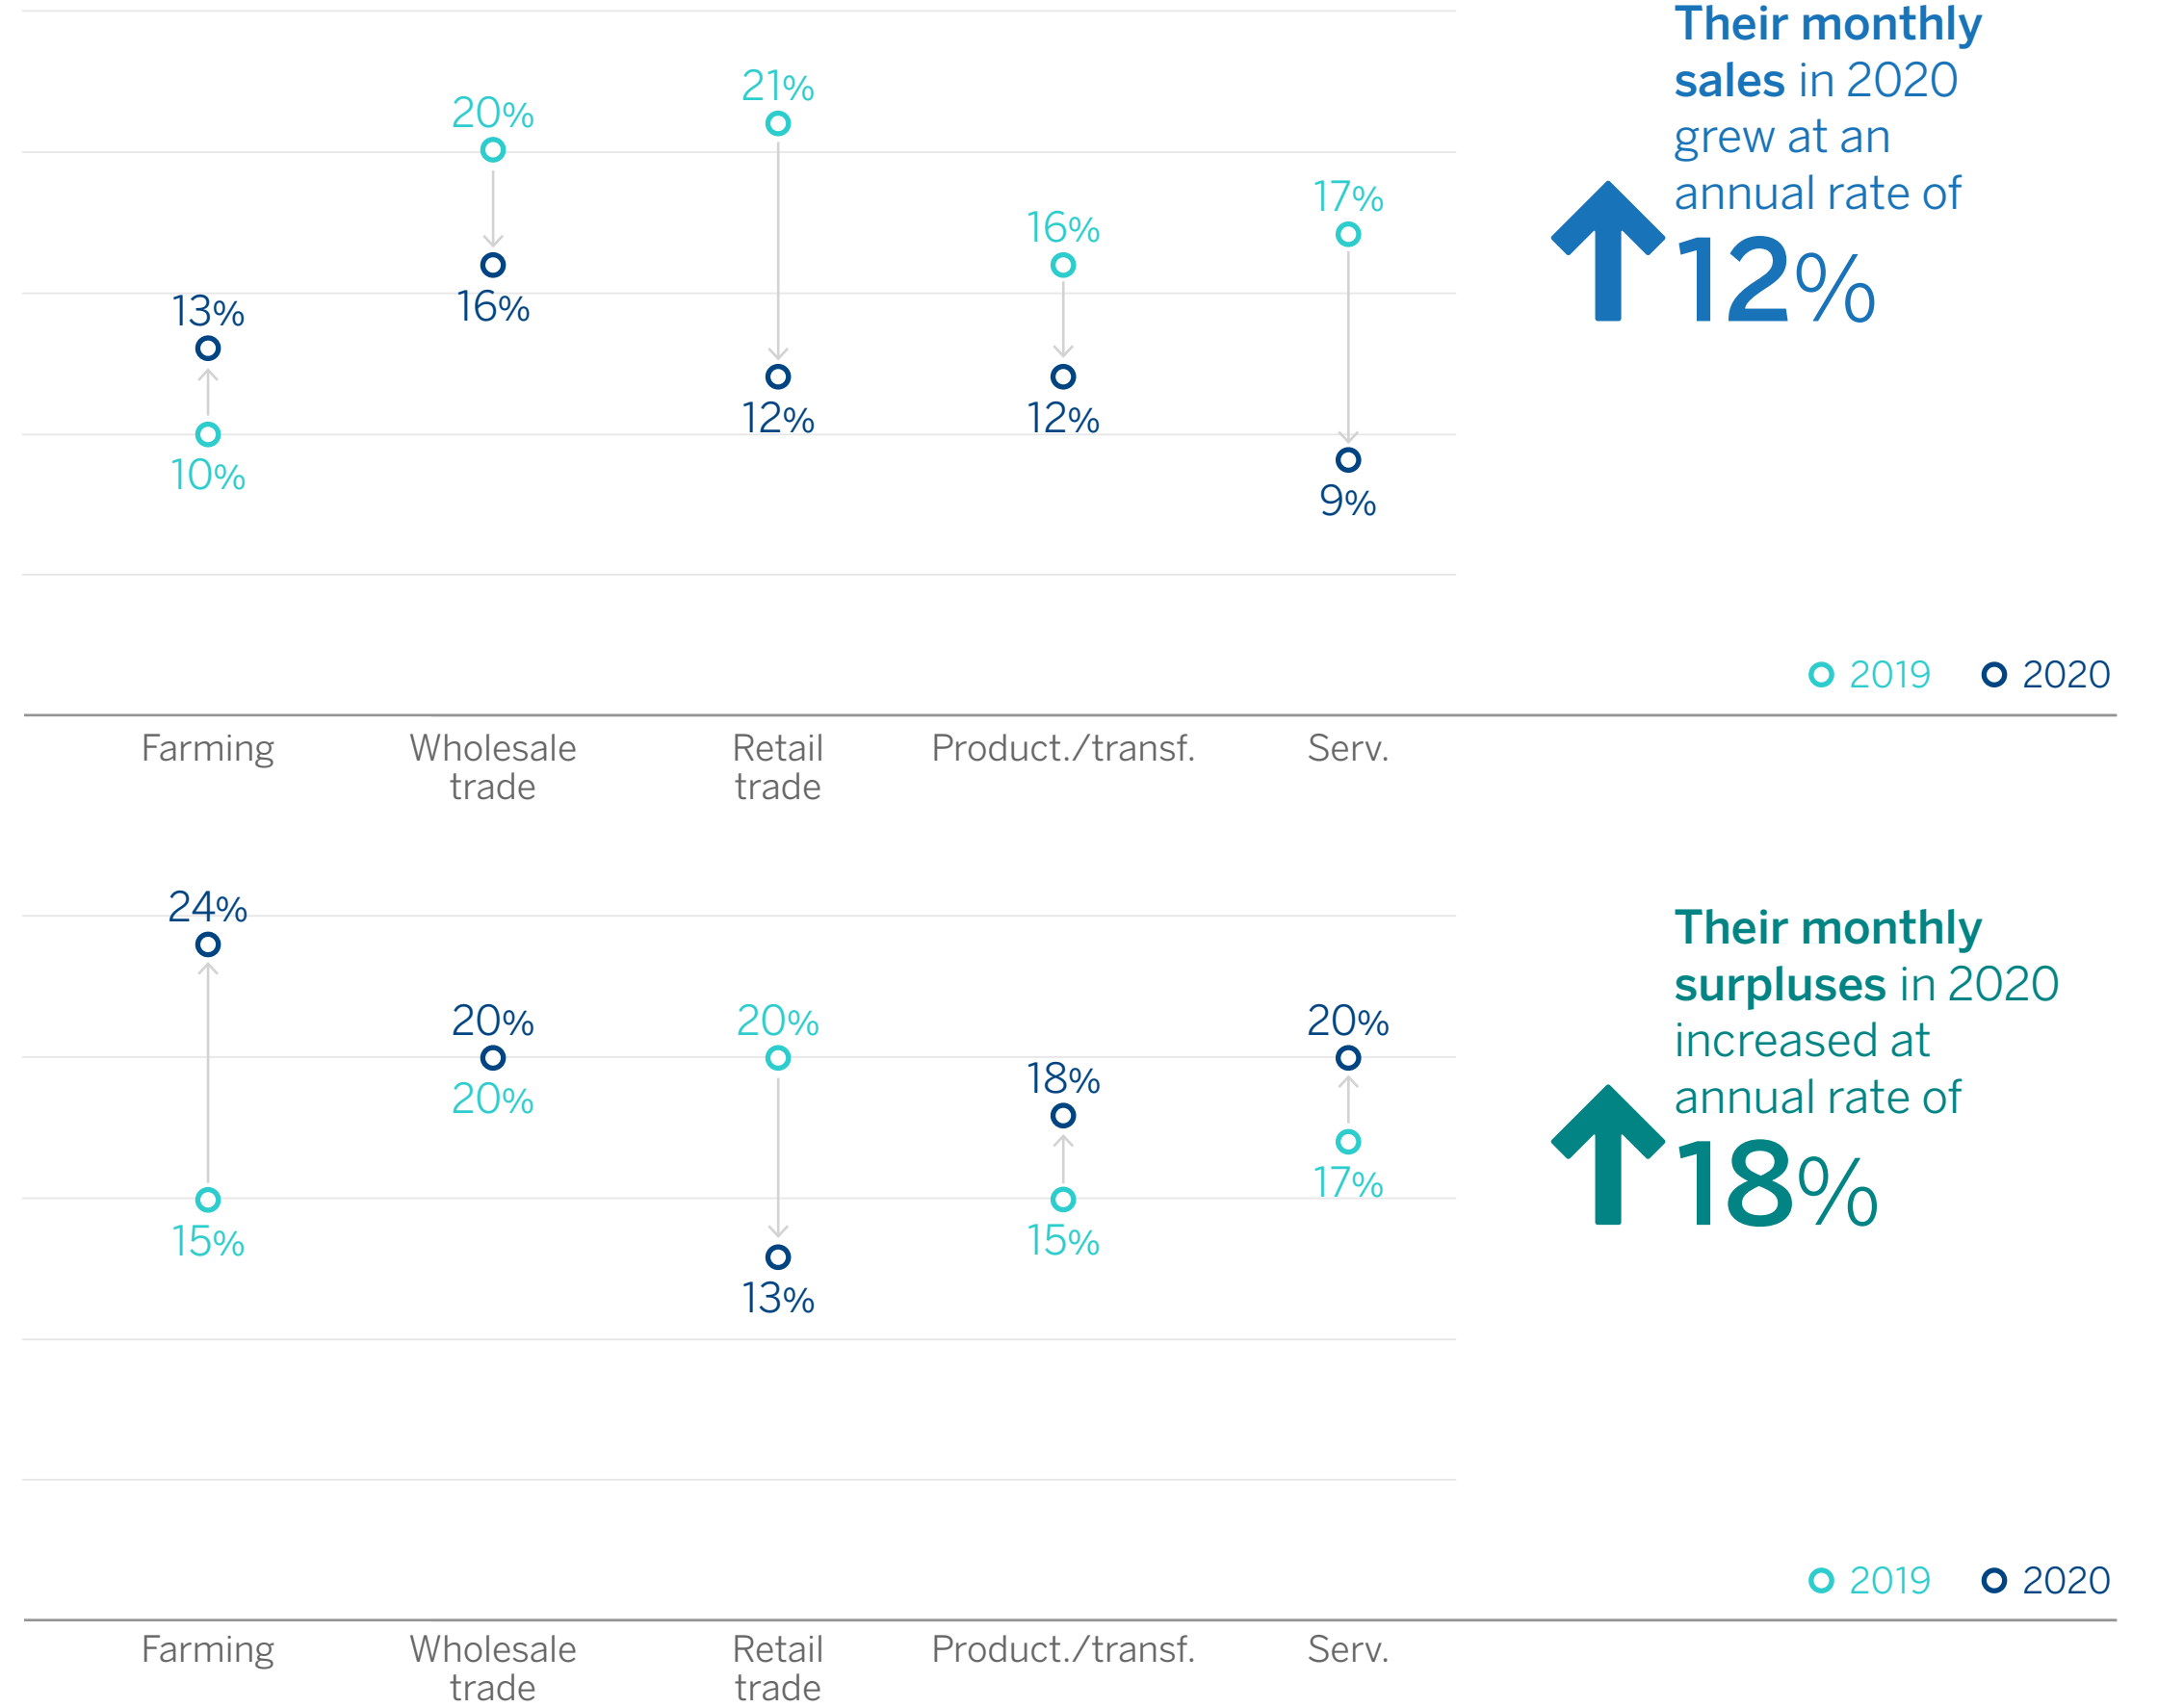 Their monthly
sales in 2020
grew at an
annual rate of
12%
20%
21%
16%
17%
13%
16%
12%
12%
10%
9%
2019 2020
Farming Wholesale Retail Product./transf. Serv.
trade trade
Their monthly
surpluses in 2020
increased at
annual rate of
18%
24%
20%
20%
20%
18%
20%
17%
15%
15%
13%
2019 2020
Farming Wholesale Retail Product./transf. Serv.
trade trade